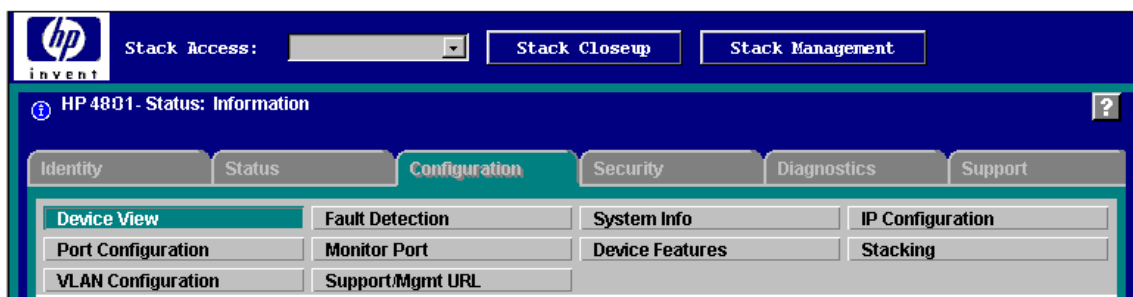 hp
invent
Stack Access: Stack Closeup Stack Management
HP 4801- Status: Information ?
Identity Status Configuration Security Diagnostics Support
Device View Fault Detection System Info IP Configuration
Port Configuration Monitor Port Device Features Stacking
VLAN Configuration Support/Mgmt URL